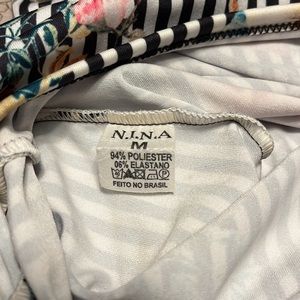 N.I.N.A
M
94% POLIESTER
06% ELASTANO
FEITO NO BRASIL